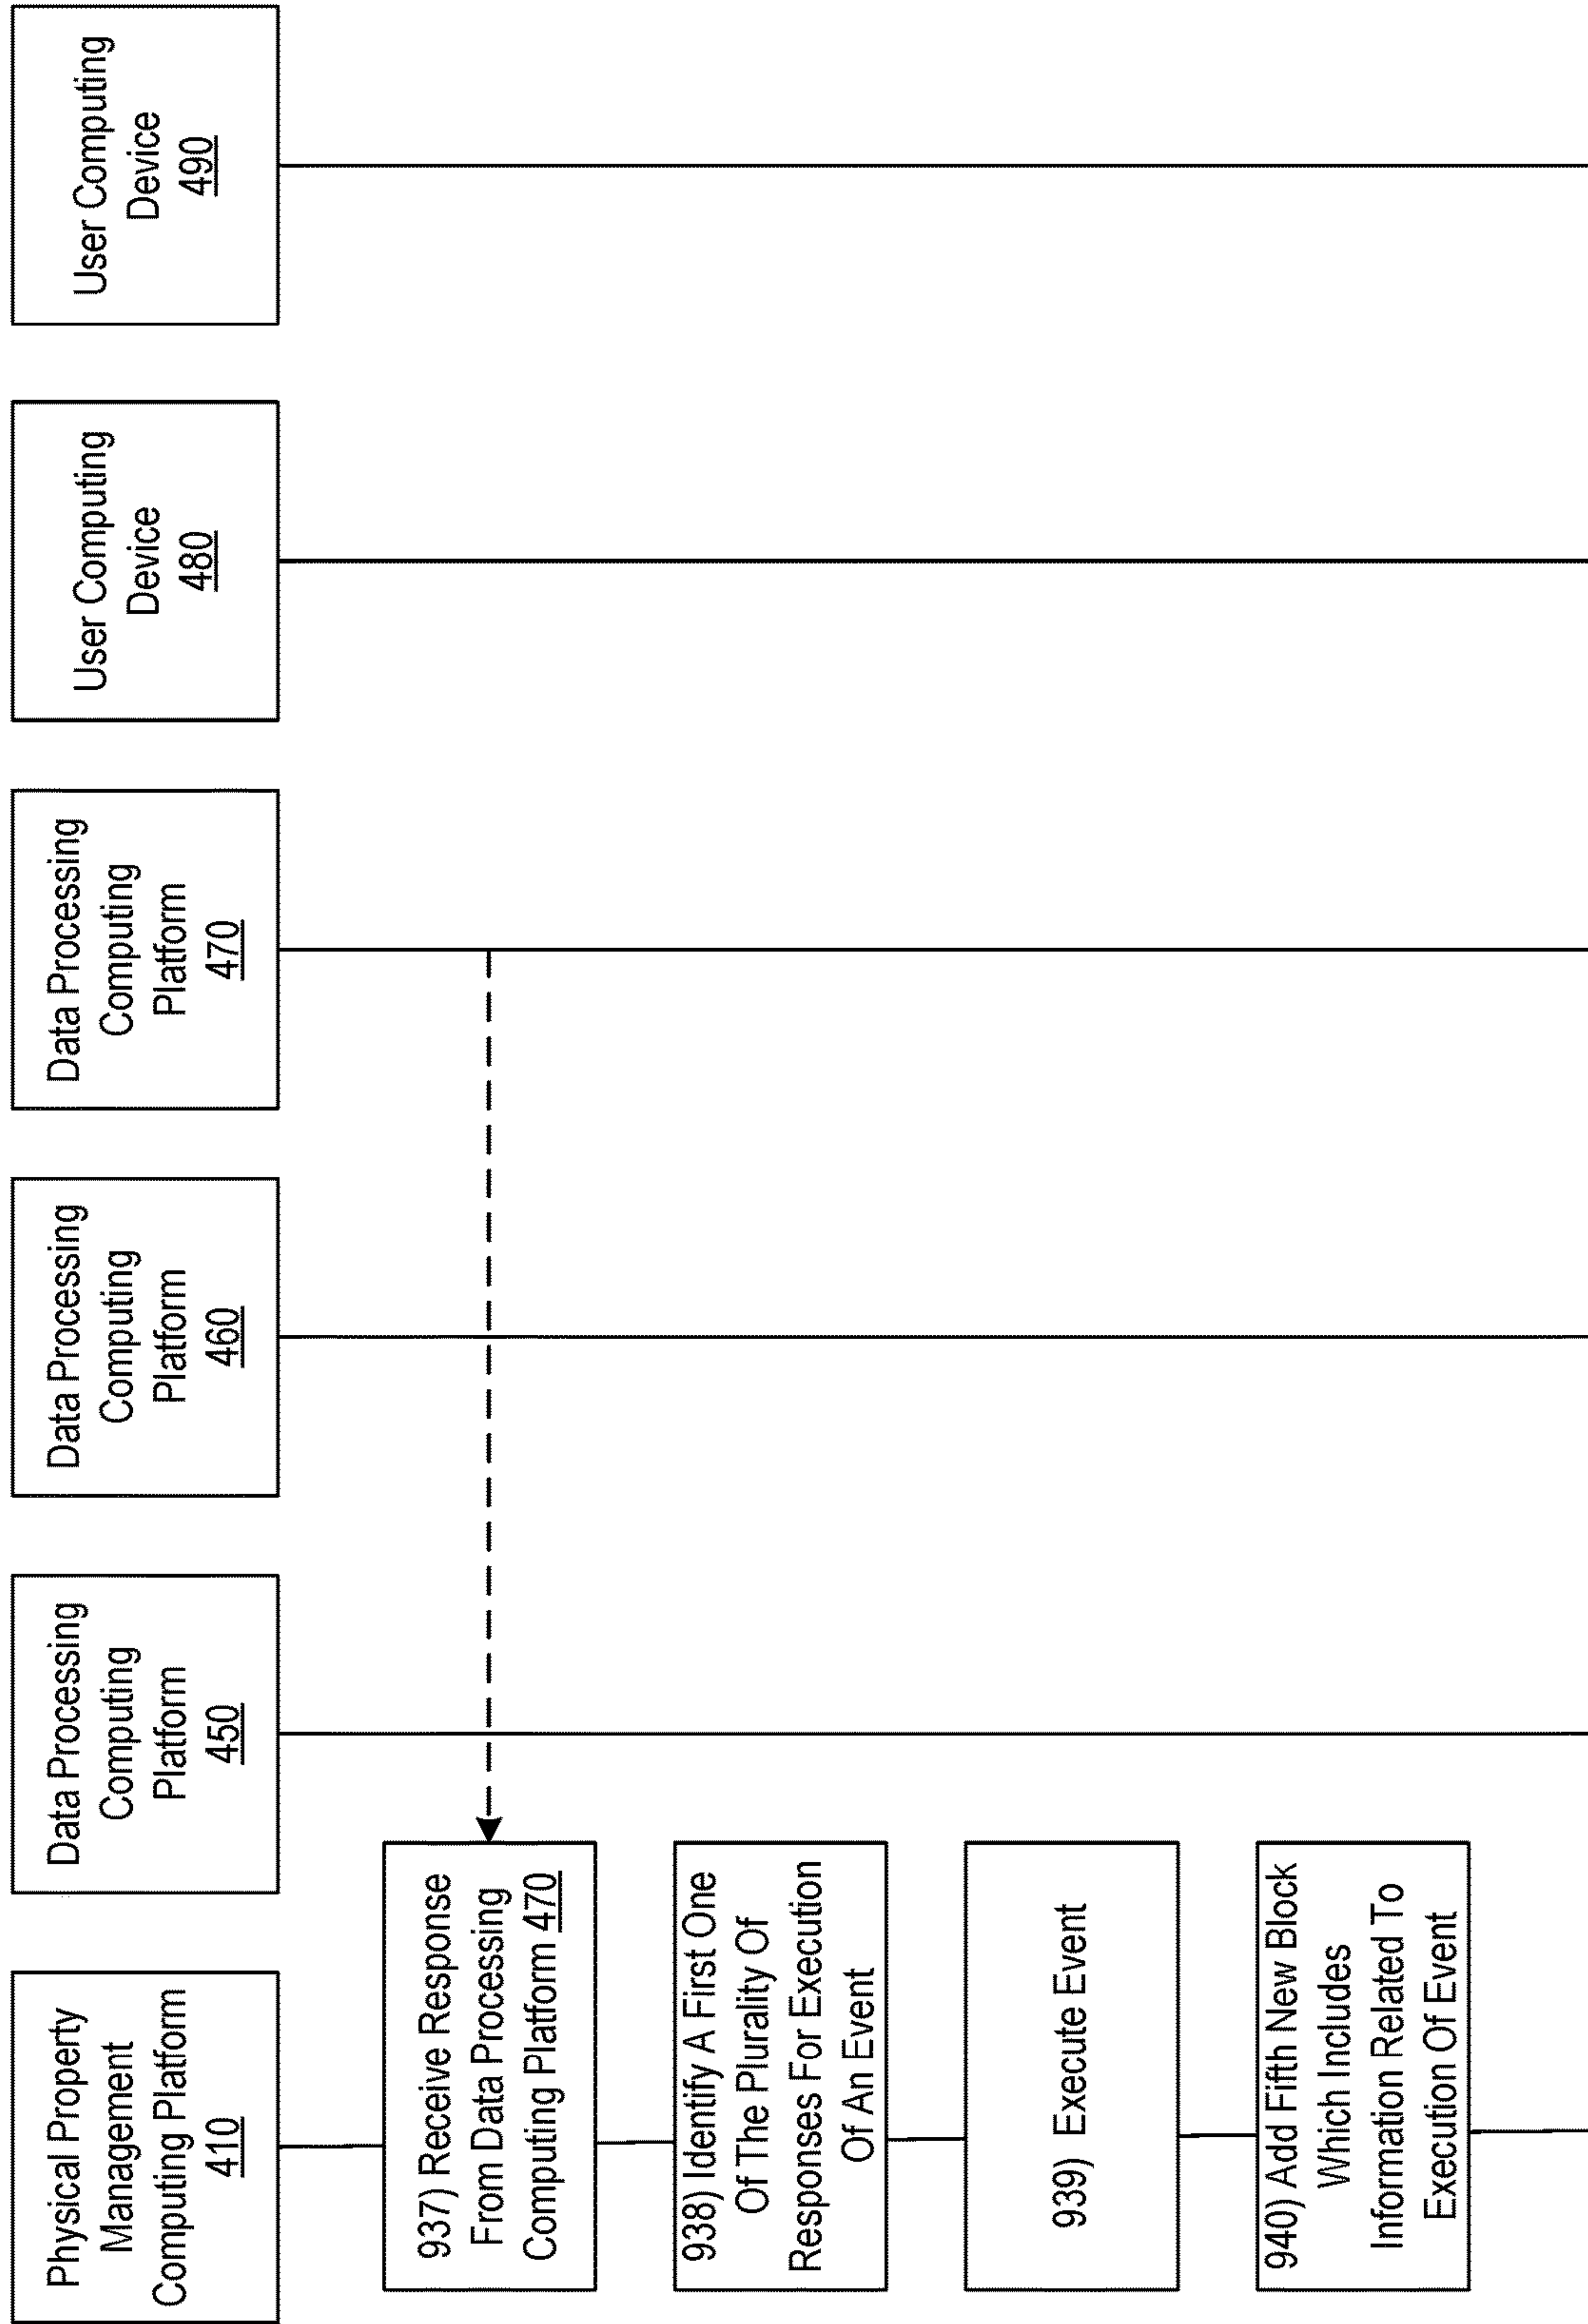 Physical Property
Management
Computing Platform
410
Data Processing
Computing
Platform
450
Data Processing
Computing
Platform
460
Data Processing
Computing
Platform
470
User Computing
Device
480
User Computing
Device
490
937) Receive Response
From Data Processing
Computing Platform 470
938) Identify A First One
Of The Plurality Of
Responses For Execution
Of An Event
939) Execute Event
940) Add Fifth New Block
Which Includes
Information Related To
Execution Of Event